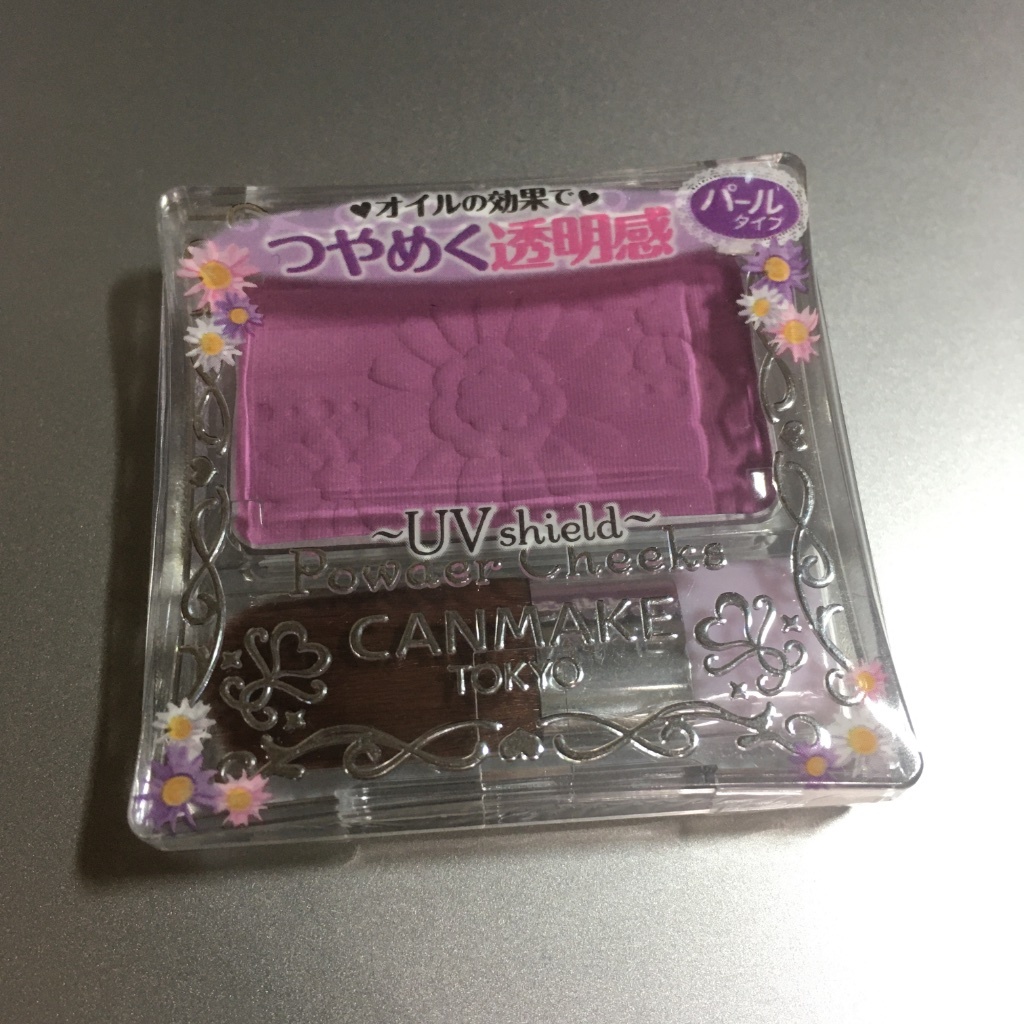 ♥オイルの効果で♥
つやめく透明感
パール
タイプ
~UV shield~
Powder Cheeks
CANMAKE
TOKYO